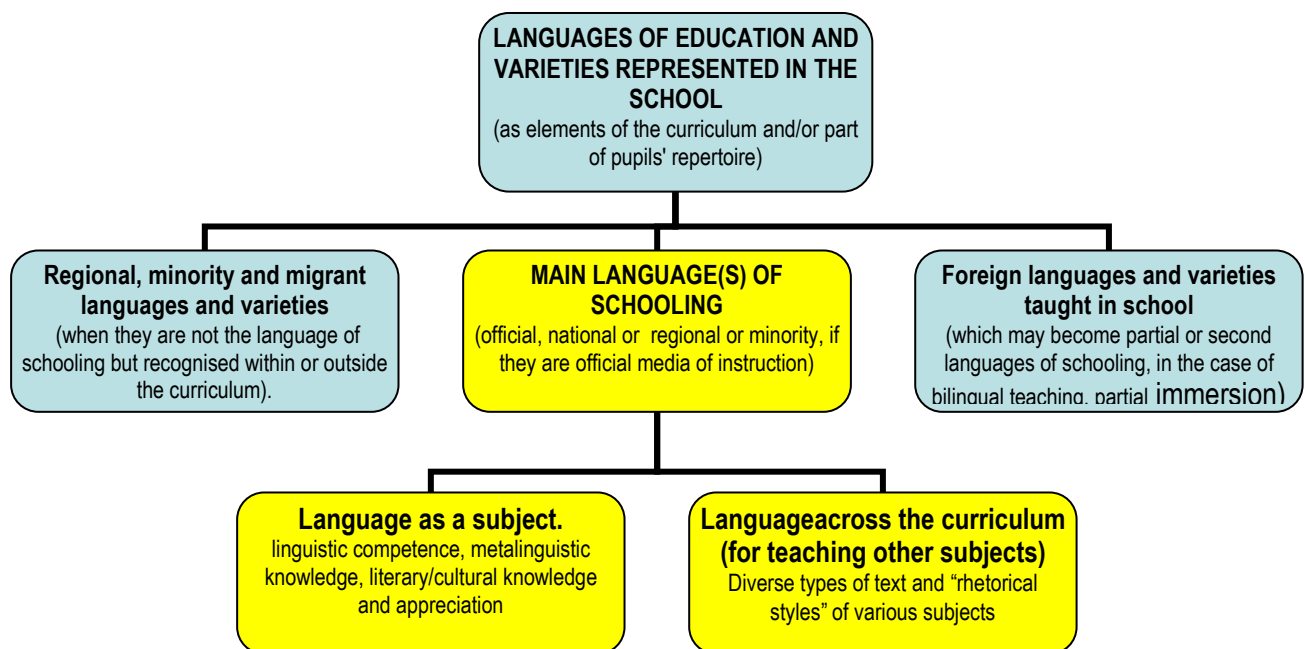 LANGUAGES OF EDUCATION AND
VARIETIES REPRESENTED IN THE
SCHOOL
(as elements of the curriculum and/or part
of pupils' repertoire)
Regional, minority and migrant
languages and varieties
(when they are not the language of
schooling but recognised within or outside
the curriculum).
MAIN LANGUAGE(S) OF
SCHOOLING
(official, national or regional or minority, if
they are official media of instruction)
Foreign languages and varieties
taught in school
(which may become partial or second
languages of schooling, in the case of
bilingual teaching, partial immersion)
Language as a subject.
linguistic competence, metalinguistic
knowledge, literary/cultural knowledge
and appreciation
Languageacross the curriculum
(for teaching other subjects)
Diverse types of text and “rhetorical
styles” of various subjects